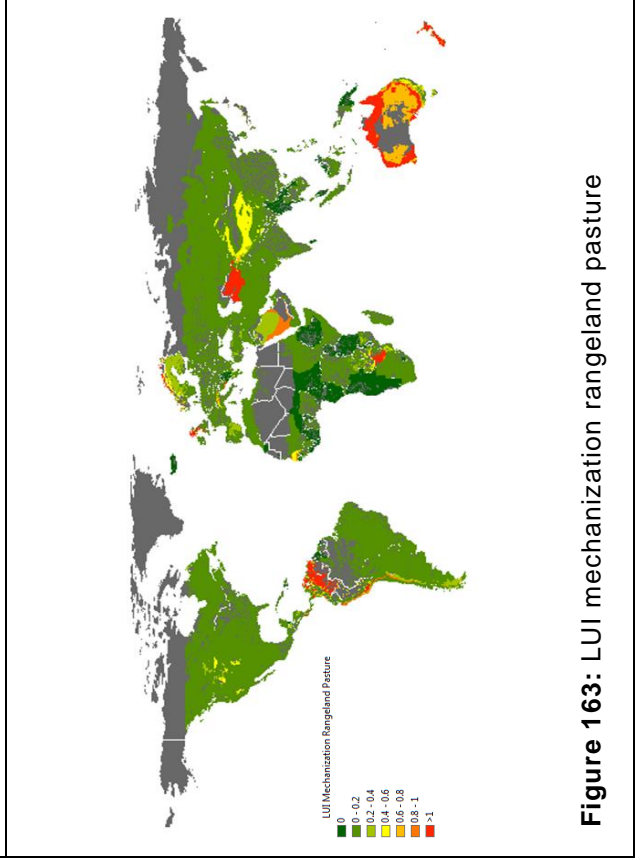 LUI Mechanization Rangeland Pasture
0
0 - 0.2
0.2 - 0.4
0.4 - 0.6
0.6 - 0.8
0.8 - 1
>1
Figure 163: LUI mechanization rangeland pasture